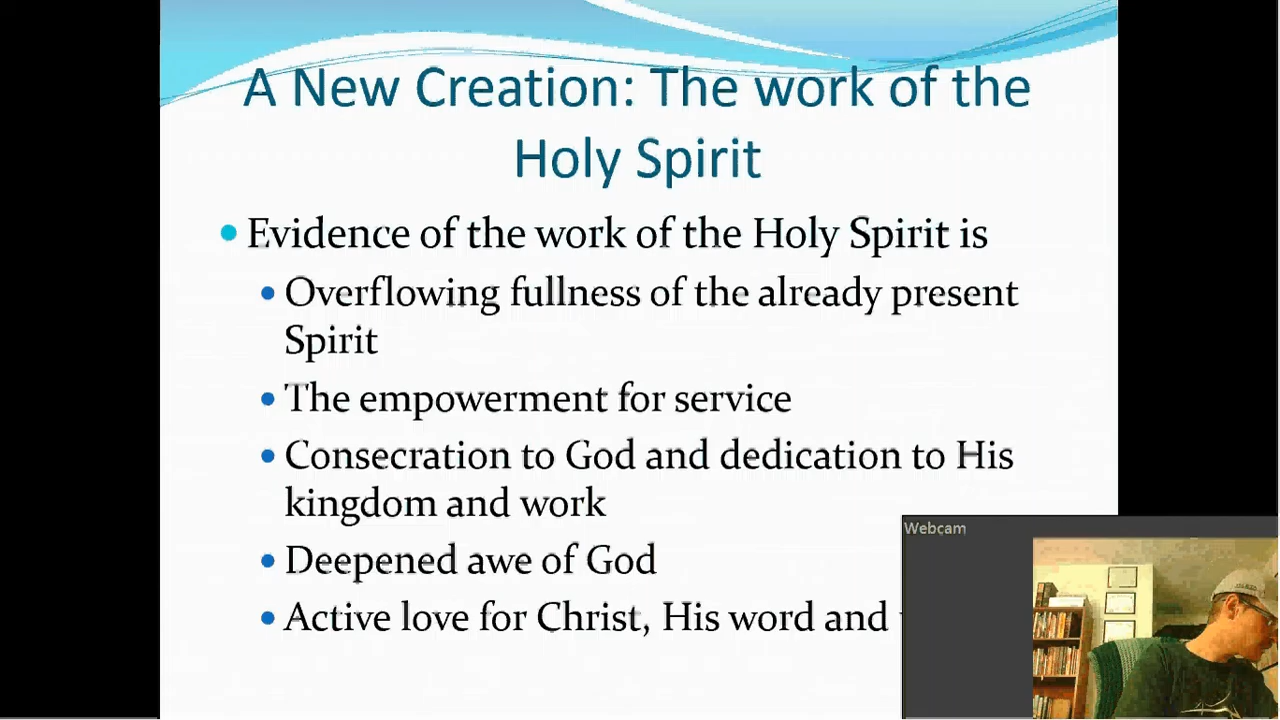 A New Creation: The work of the
Holy Spirit
Evidence of the work of the Holy Spirit is
Overflowing fullness of the already present
Spirit
The empowerment for service
Consecration to God and dedication to His
kingdom and work
Deepened awe of God
Active love for Christ, His word and
Webcam